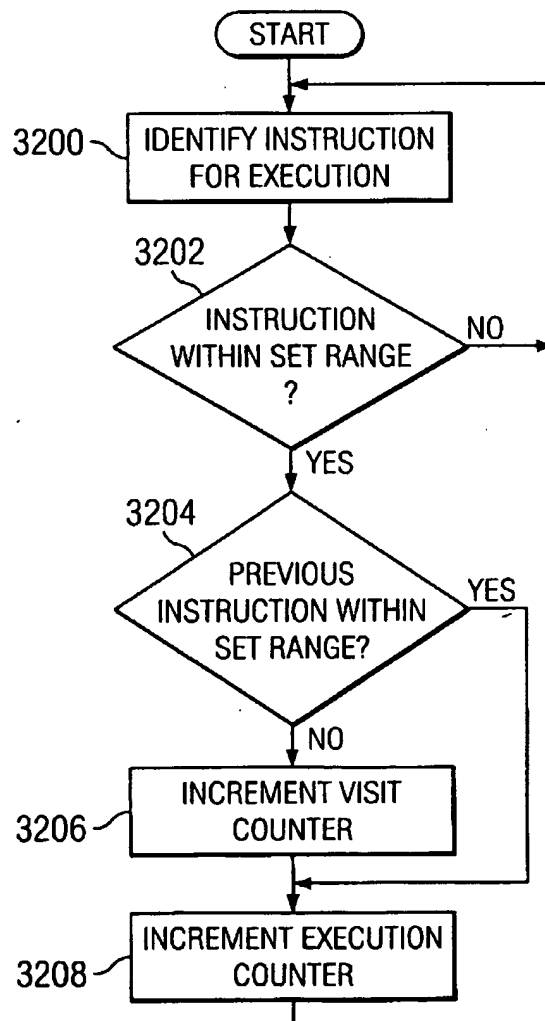 START
3200
IDENTIFY INSTRUCTION
FOR EXECUTION
3202
INSTRUCTION
WITHIN SET RANGE
?
NO
YES
3204
PREVIOUS
INSTRUCTION WITHIN
SET RANGE?
YES
NO
3206
INCREMENT VISIT
COUNTER
3208
INCREMENT EXECUTION
COUNTER